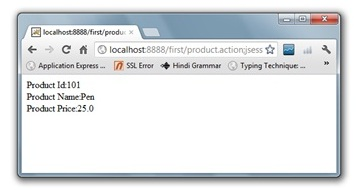 localhost:8888/first/produ
localhost:8888/first/product.action;jsess
Application Express ... SSL Error Hindi Grammar Typing Technique: ... »
Product Id:101
Product Name:Pen
Product Price:25.0